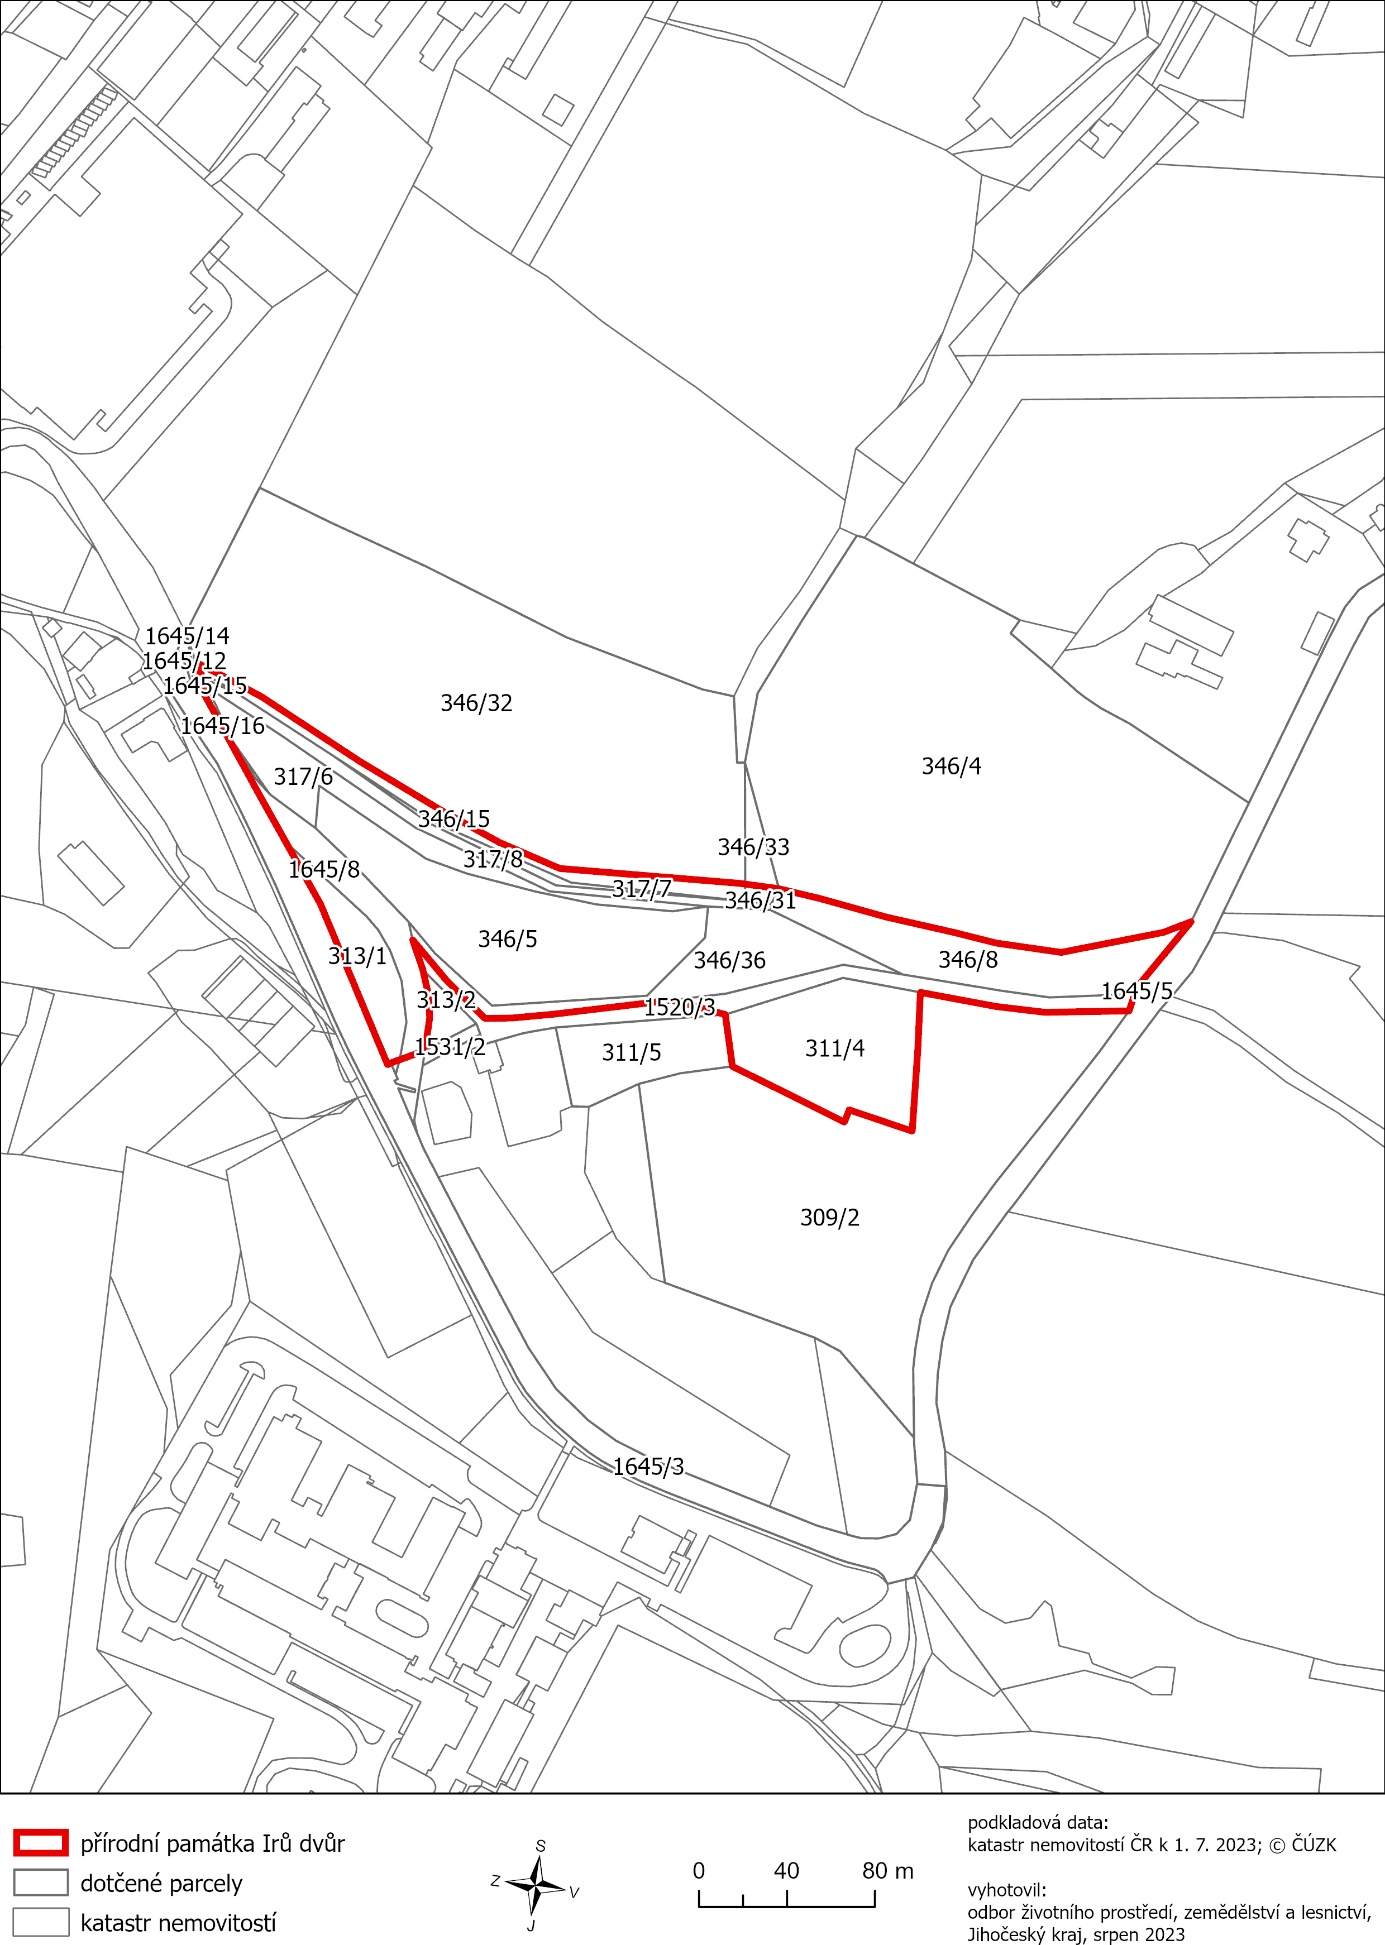 1645/14
1645/12
1645/15
346/32
1645/16
346/4
317/6
346/15
346/33
317/8
1645/8
317/7
346/31
346/5
313/1
346/36
346/8
1645/5
313/2
1520/3
1531/2
311/5
311/4
309/2
1645/3
přírodní památka Irů dvůr
dotčené parcely
katastr nemovitostí
S
Z
V
J
0 40 80 m
podkladová data:
katastr nemovitostí ČR k 1. 7. 2023; © ČÚZK
vyhotovil:
odbor životního prostředí, zemědělství a lesnictví,
Jihočeský kraj, srpen 2023